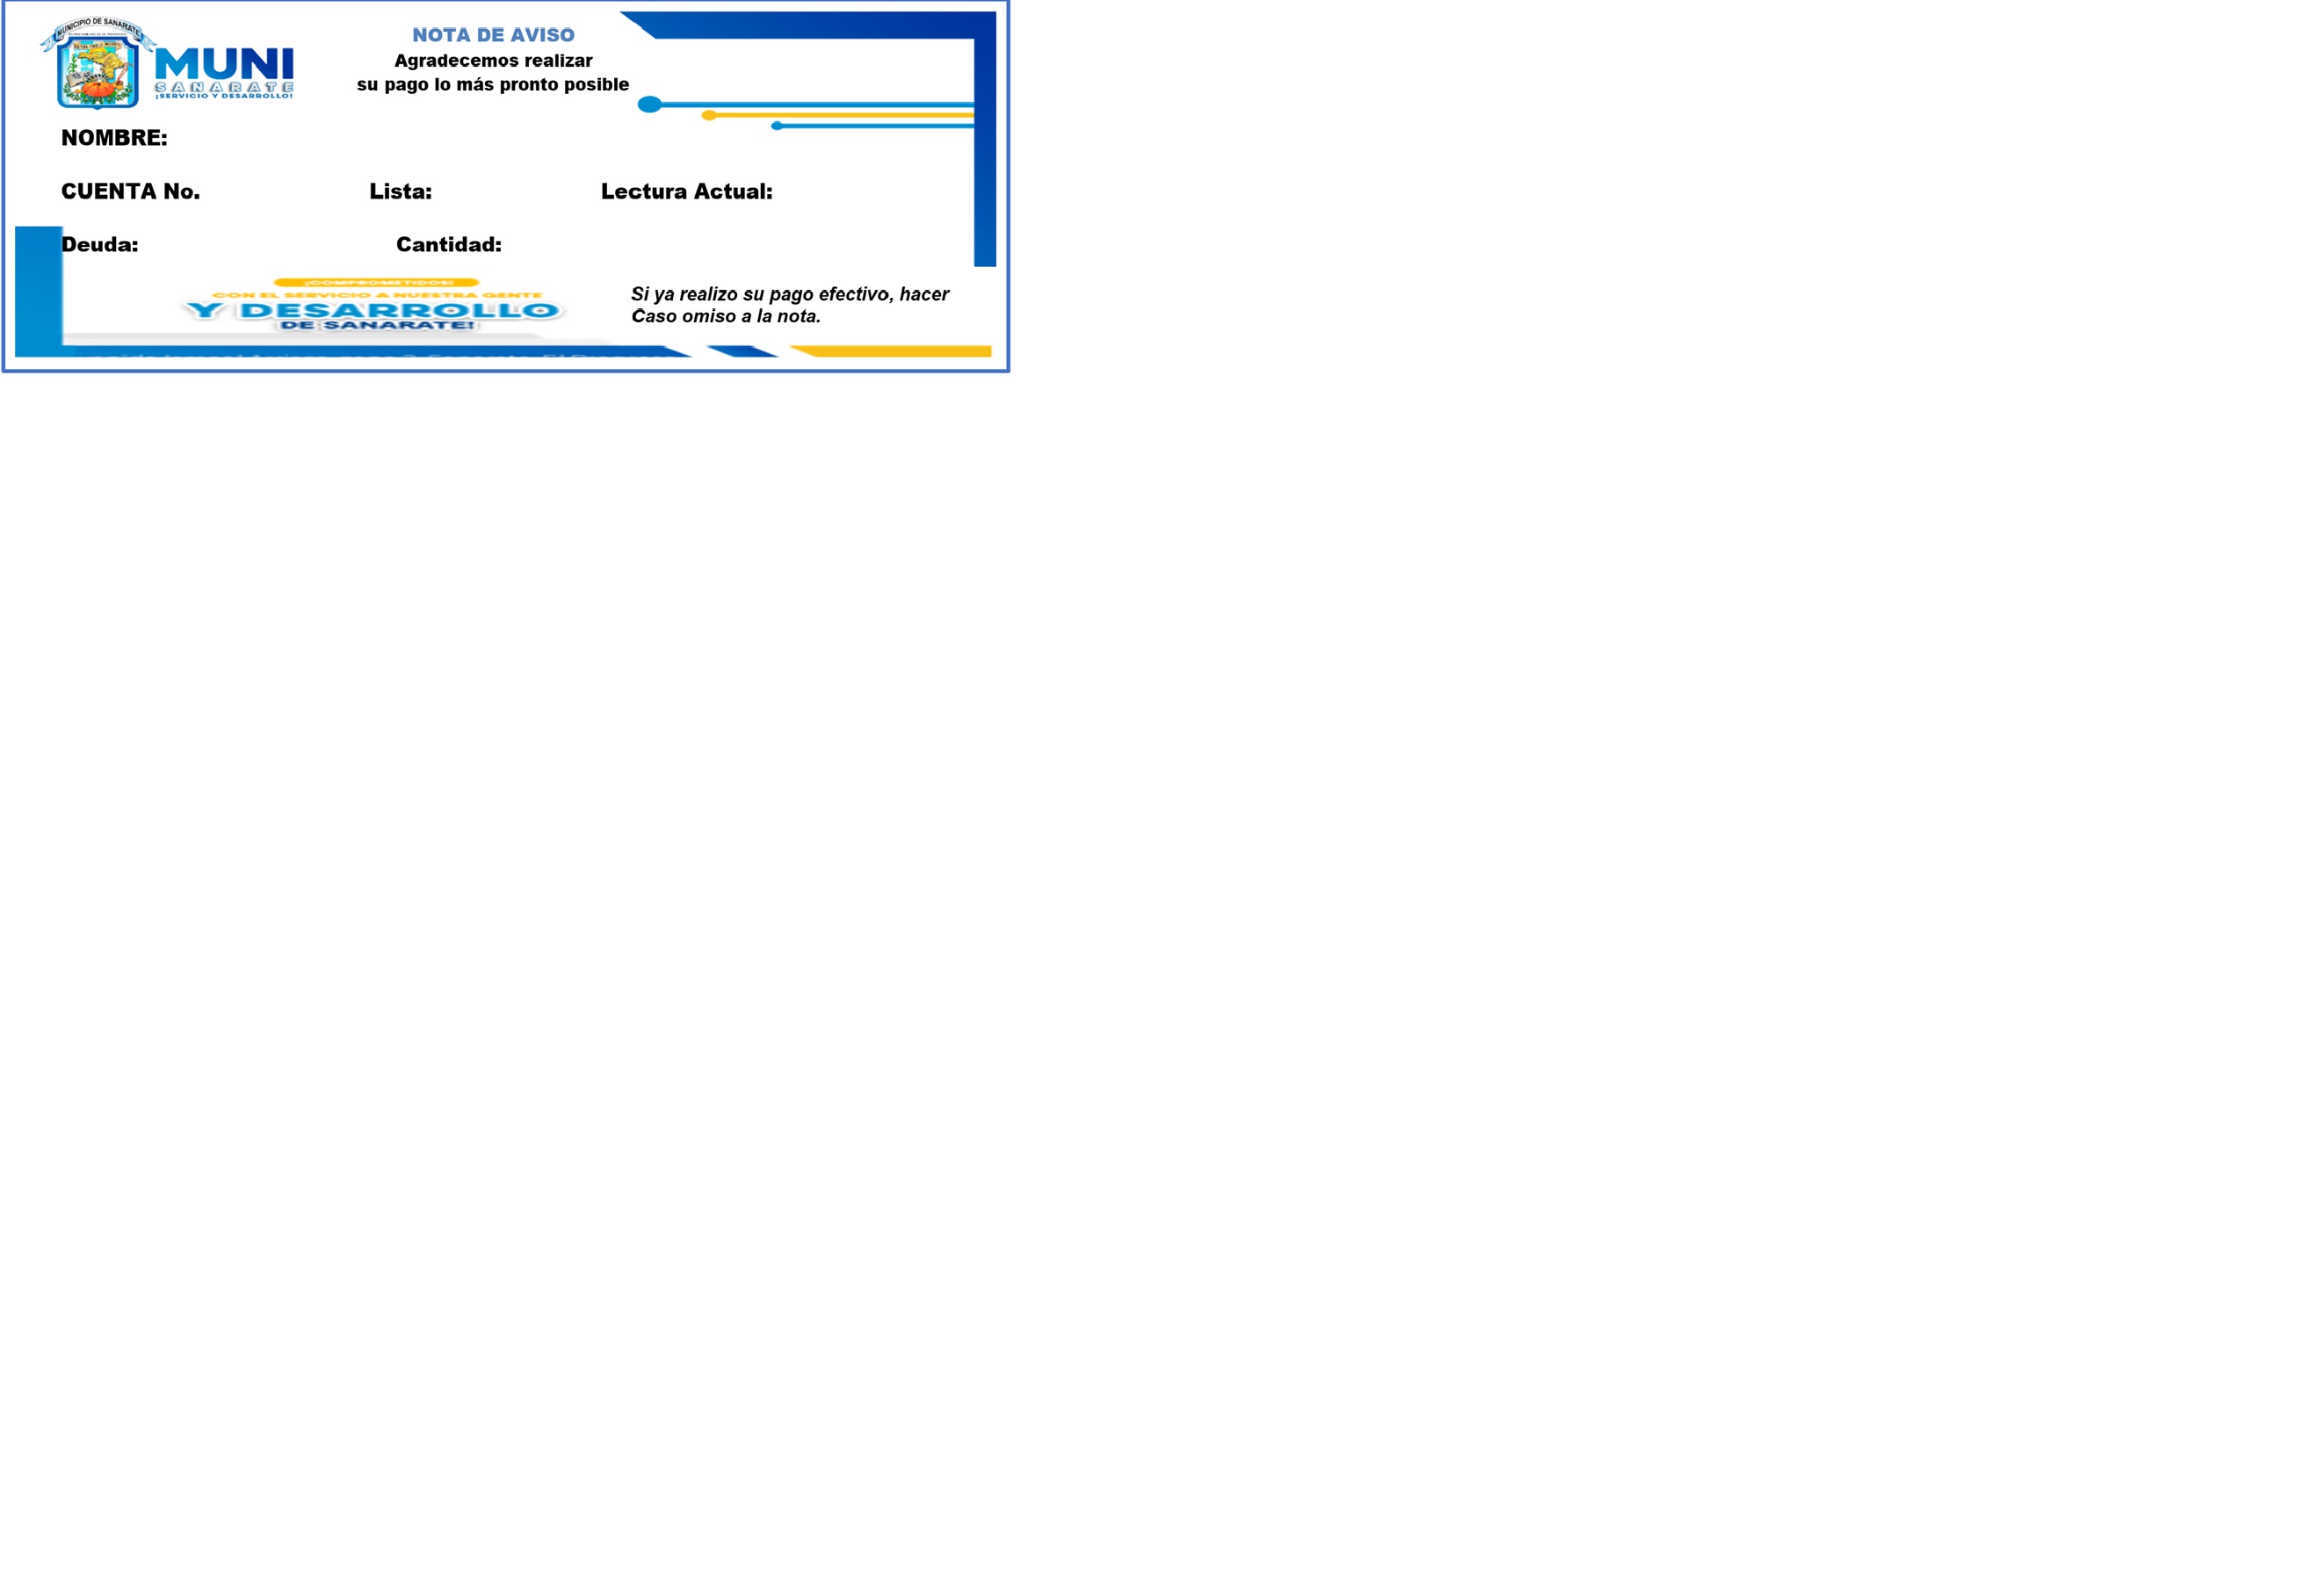 MUNICIPIO DE SANARATE
MUNI
SANARATE
¡SERVICIO Y DESARROLLO!
NOTA DE AVISO
Agradecemos realizar
su pago lo más pronto posible
NOMBRE:
CUENTA No. Lista: Lectura Actual:
Deuda: Cantidad:
¡COMPROMETIDOS!
CON EL SERVICIO A NUESTRA GENTE
Y DESARROLLO
DE SANARATE!
Si ya realizo su pago efectivo, hacer
Caso omiso a la nota.